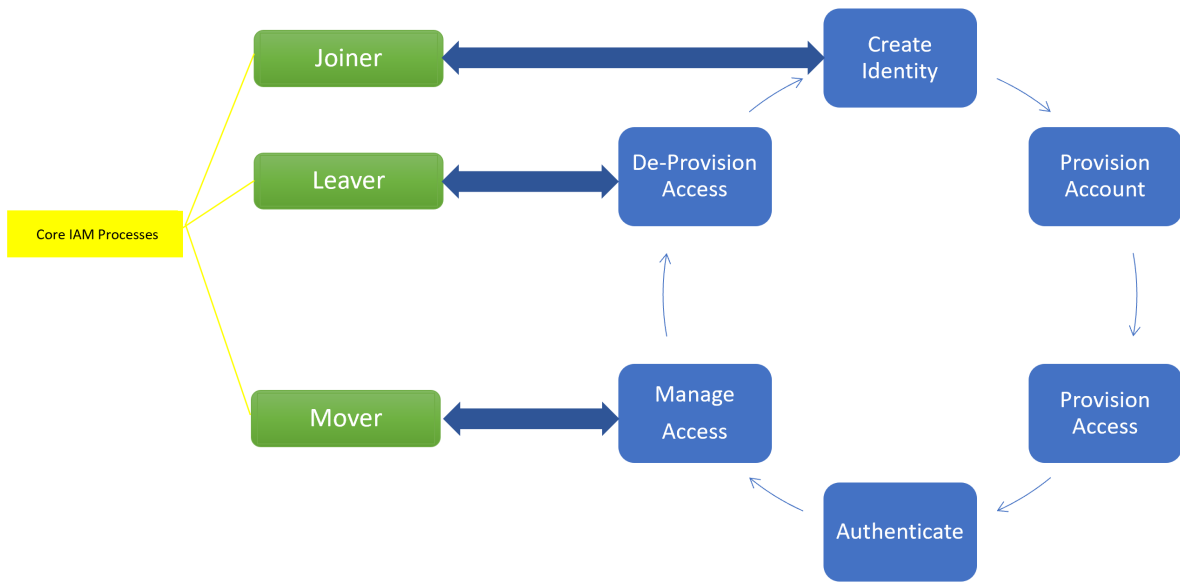 Joiner
Create
Identity
Leaver
De-Provision
Access
Provision
Account
Core IAM Processes
Mover
Manage
Access
Provision
Access
Authenticate